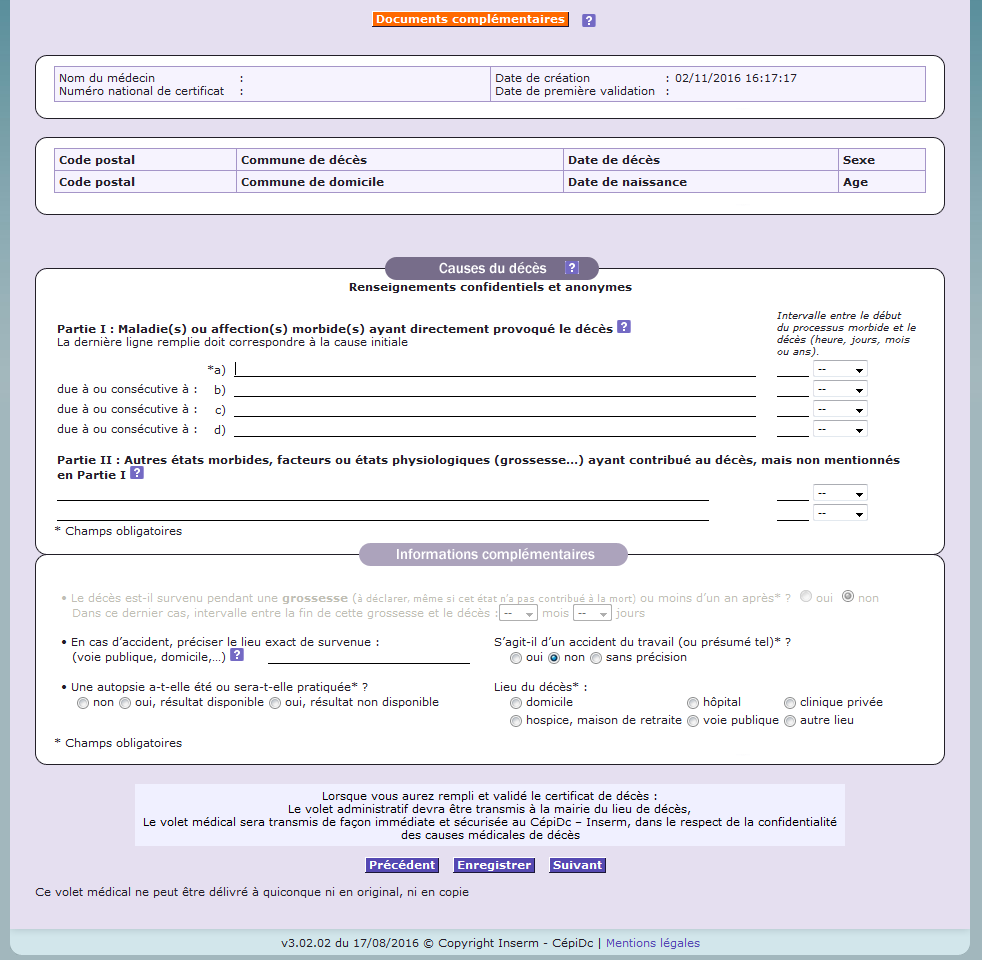 Documents complémentaires ?
Nom du médecin :
Numéro national de certificat :
Date de création : 02/11/2016 16:17:17
Date de première validation :
Code postal Commune de décès Date de décès Sexe
Code postal Commune de domicile Date de naissance Age
Causes du décès ?
Renseignements confidentiels et anonymes
Partie I : Maladie(s) ou affection(s) morbide(s) ayant directement provoqué le décès ?
La dernière ligne remplie doit correspondre à la cause initiale
Intervalle entre le début
du processus morbide et le
décès (heure, jours, mois
ou ans).
*a) --
due à ou consécutive à : b) --
due à ou consécutive à : c) --
due à ou consécutive à : d) --
Partie II : Autres états morbides, facteurs ou états physiologiques (grossesse...) ayant contribué au décès, mais non mentionnés
en Partie I ?
--
--
* Champs obligatoires
Informations complémentaires
• Le décès est-il survenu pendant une grossesse (à déclarer, même si cet état n'a pas contribué à la mort) ou moins d'un an après* ? oui non
Dans ce dernier cas, intervalle entre la fin de cette grossesse et le décès : -- mois -- jours
• En cas d'accident, préciser le lieu exact de survenue :
(voie publique, domicile,...) ?
S'agit-il d'un accident du travail (ou présumé tel)* ?
oui non sans précision
• Une autopsie a-t-elle été ou sera-t-elle pratiquée* ?
non oui, résultat disponible oui, résultat non disponible
Lieu du décès* :
domicile hôpital clinique privée
hospice, maison de retraite voie publique autre lieu
* Champs obligatoires
Lorsque vous aurez rempli et validé le certificat de décès :
Le volet administratif devra être transmis à la mairie du lieu de décès,
Le volet médical sera transmis de façon immédiate et sécurisée au CépiDc – Inserm, dans le respect de la confidentialité
des causes médicales de décès
Précédent Enregistrer Suivant
Ce volet médical ne peut être délivré à quiconque ni en original, ni en copie
v3.02.02 du 17/08/2016 © Copyright Inserm - CépiDc | Mentions légales